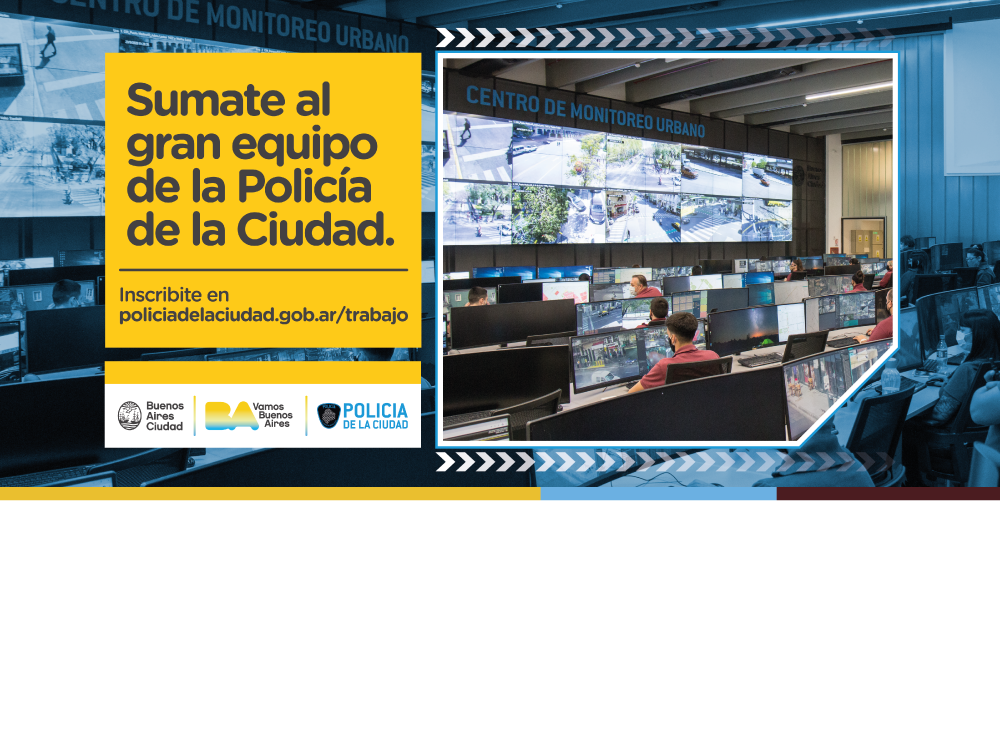 CENTRO DE MONITOREO URBANO
Sumate al
gran equipo
de la Policía
de la Ciudad.
Inscribite en
policiadelaciudad.gob.ar/trabajo
Buenos
Aires
Ciudad
BA
Vamos
Buenos
Aires
POLICIA
DE LA CIUDAD
CENTRO DE MONITOREO URBANO